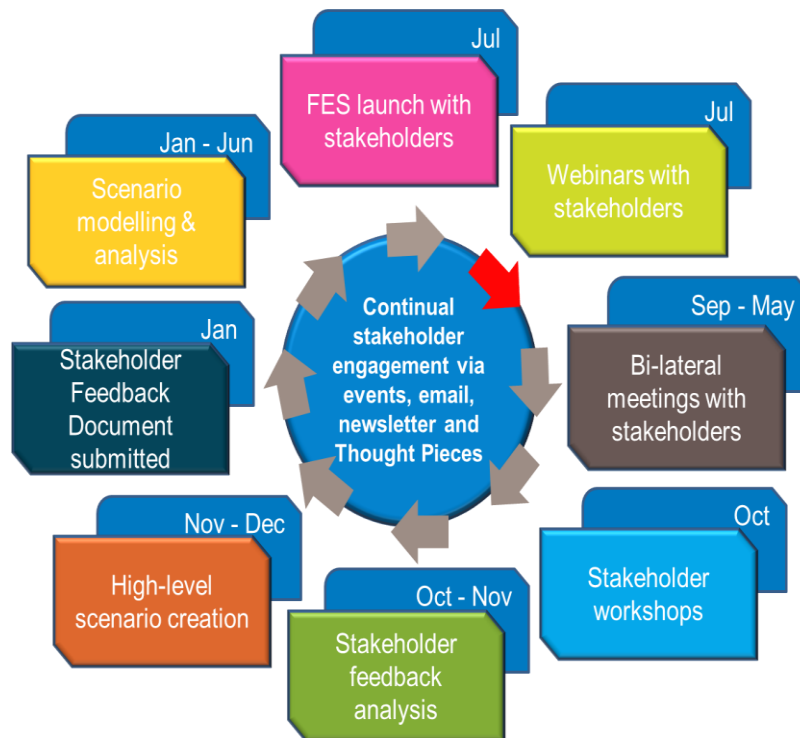 Jul
FES launch with
stakeholders
Jul
Webinars with
stakeholders
Sep - May
Bi-lateral
meetings with
stakeholders
Oct
Stakeholder
workshops
Oct - Nov
Stakeholder
feedback
analysis
Nov - Dec
High-level
scenario creation
Jan
Stakeholder
Feedback
Document
submitted
Jan - Jun
Scenario
modelling &
analysis
Continual
stakeholder
engagement via
events, email,
newsletter and
Thought Pieces